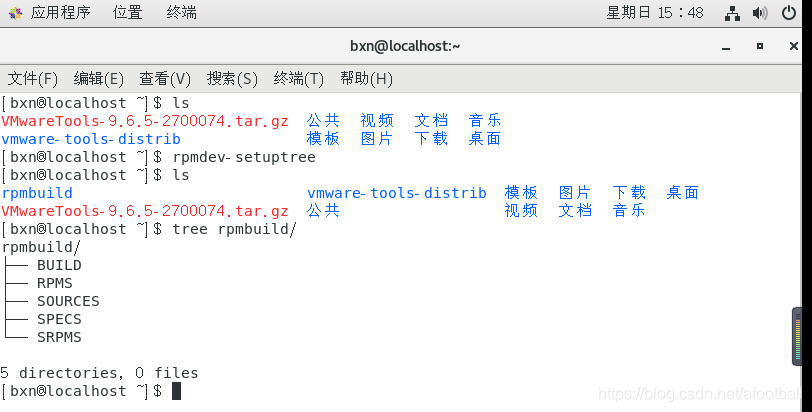 应用程序 位置 终端 星期日 15：48
bxn@localhost:~
文件(F) 编辑(E) 查看(V) 搜索(S) 终端(T) 帮助(H)
[bxn@localhost ~]$ ls
VMwareTools-9.6.5-2700074.tar.gz 公共 视频 文档 音乐
vmware-tools-distrib 模板 图片 下载 桌面
[bxn@localhost ~]$ rpmdev-setuptree
[bxn@localhost ~]$ ls
rpmbuild vmware-tools-distrib 模板 图片 下载 桌面
VMwareTools-9.6.5-2700074.tar.gz 公共 视频 文档 音乐
[bxn@localhost ~]$ tree rpmbuild/
rpmbuild/
├── BUILD
├── RPMS
├── SOURCES
├── SPECS
└── SRPMS
5 directories, 0 files
[bxn@localhost ~]$
https://blog.csdn.net/afootball